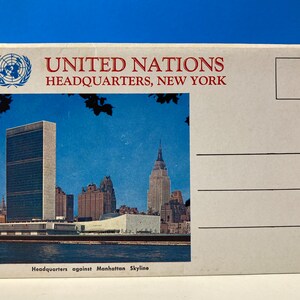 UNITED NATIONS
HEADQUARTERS, NEW YORK
Headquarters against Manhattan Skyline